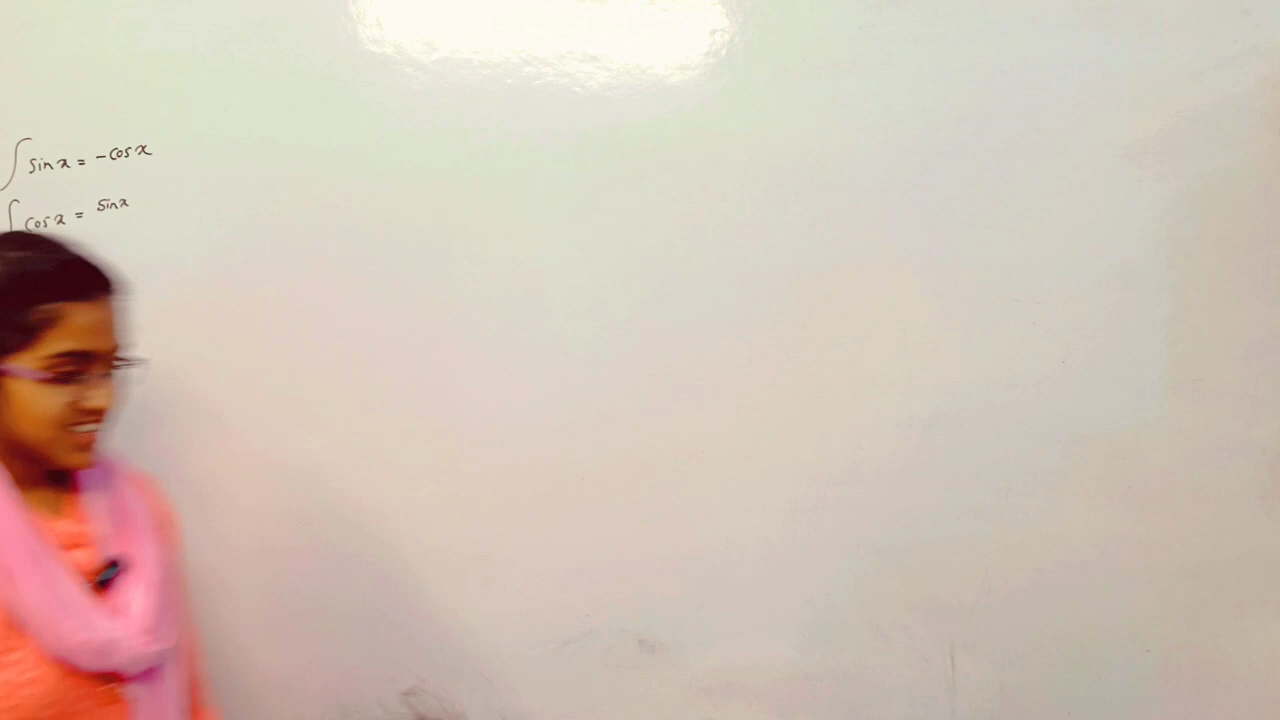 ∫ sin x = -cos x
∫ cos x = sin x